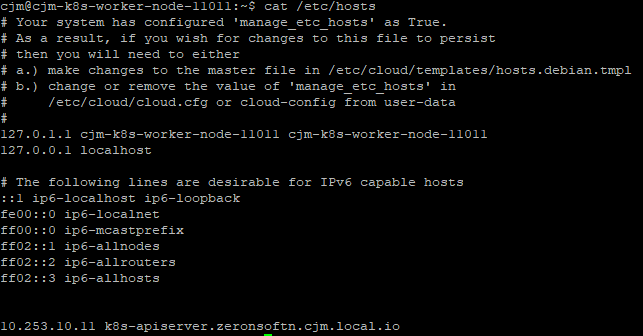 cjm@cjm-k8s-worker-node-11011:~$ cat /etc/hosts
# Your system has configured 'manage_etc_hosts' as True.
# As a result, if you wish for changes to this file to persist
# then you will need to either
# a.) make changes to the master file in /etc/cloud/templates/hosts.debian.tmpl
# b.) change or remove the value of 'manage_etc_hosts' in
#     /etc/cloud/cloud.cfg or cloud-config from user-data
#
127.0.1.1 cjm-k8s-worker-node-11011 cjm-k8s-worker-node-11011
127.0.0.1 localhost
# The following lines are desirable for IPv6 capable hosts
::1 ip6-localhost ip6-loopback
fe00::0 ip6-localnet
ff00::0 ip6-mcastprefix
ff02::1 ip6-allnodes
ff02::2 ip6-allrouters
ff02::3 ip6-allhosts
10.253.10.11 k8s-apiserver.zeronsoftn.cjm.local.io